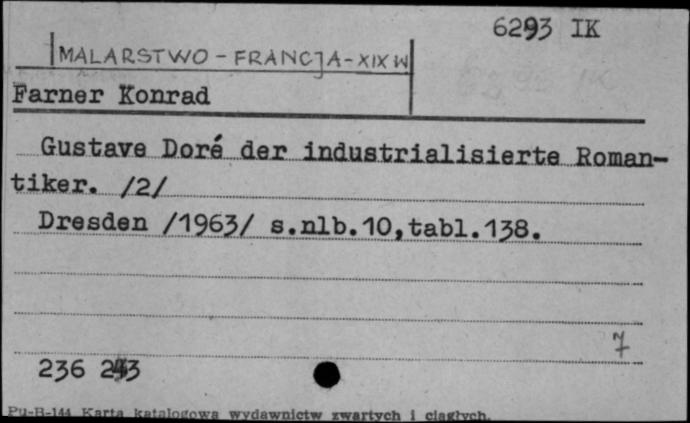 6293 IK
MALARSTWO - FRANCJA - XIX W
Farner Konrad
Gustave Doré der industrialisierte Roman-
tiker. /2/
Dresden /1963/ s.nlb.10,tabl.138.
7
236 243
Pu-B-144 Karta katalogowa wydawnictw zwartych i ciągłych.